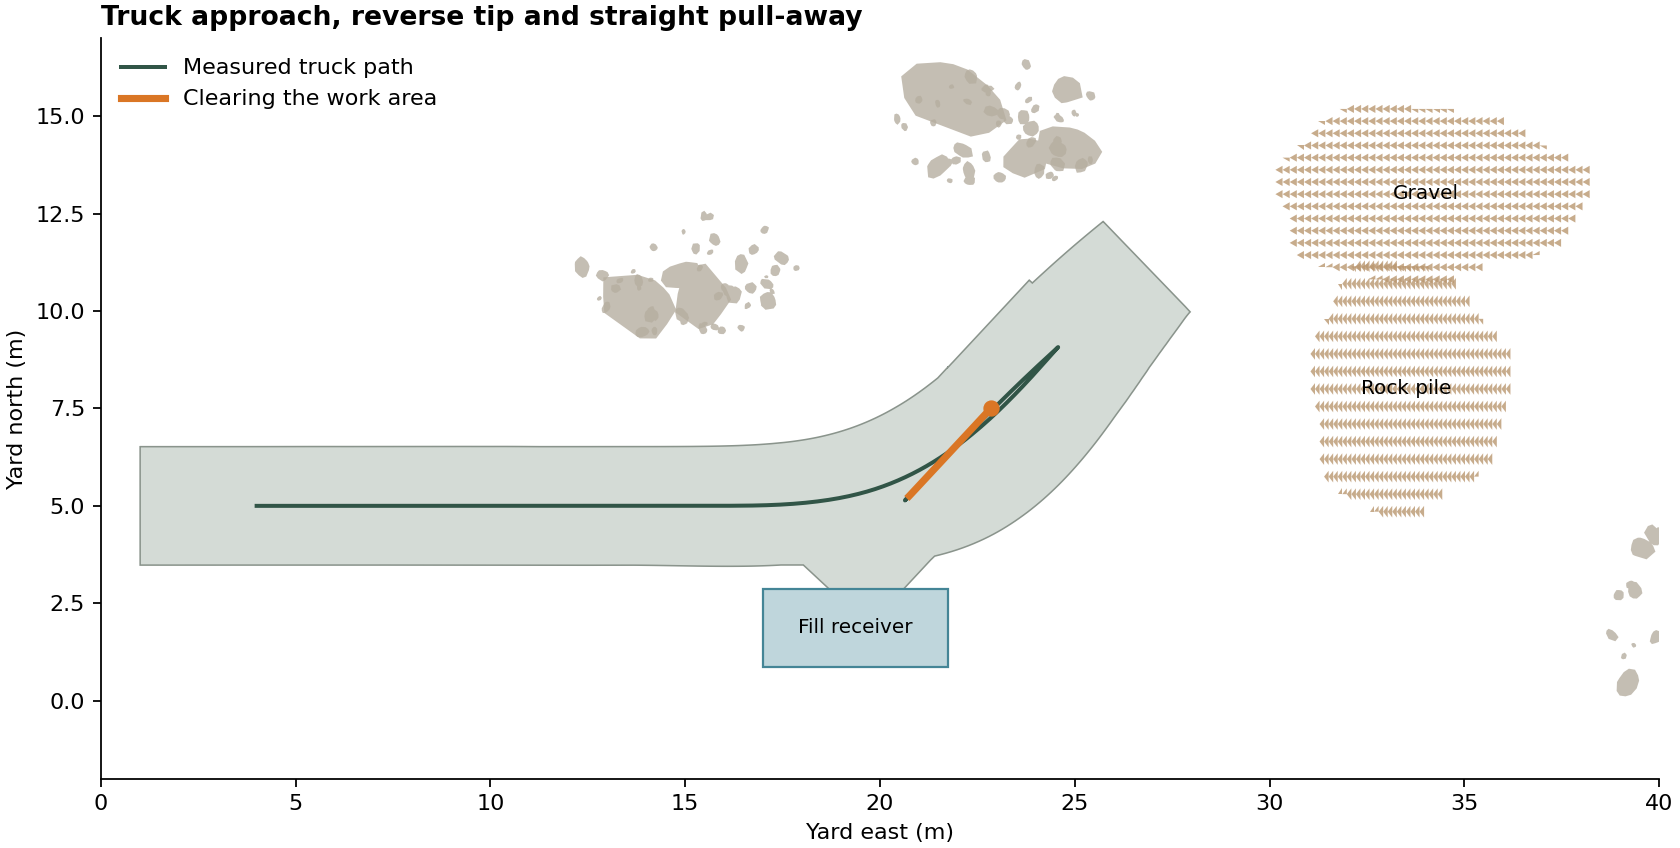 Truck approach, reverse tip and straight pull-away
Measured truck path
Clearing the work area
15.0
12.5
10.0
7.5
5.0
2.5
0.0
Yard north (m)
Gravel
Rock pile
Fill receiver
0 5 10 15 20 25 30 35 40
Yard east (m)